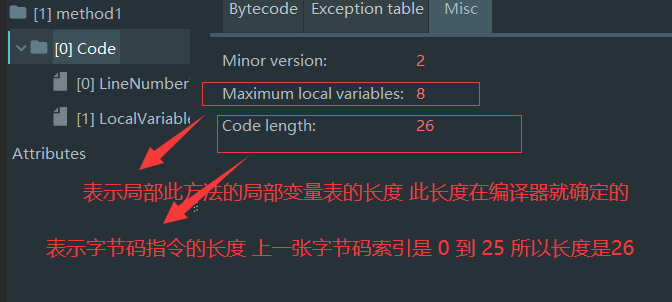 [1] method1
[0] Code
[0] LineNumber
[1] LocalVariable
Attributes
Bytecode Exception table Misc
Minor version: 2
Maximum local variables: 8
Code length: 26
表示局部此方法的局部变量表的长度 此长度在编译器就确定的
表示字节码指令的长度 上一张字节码索引是 0 到 25 所以长度是26